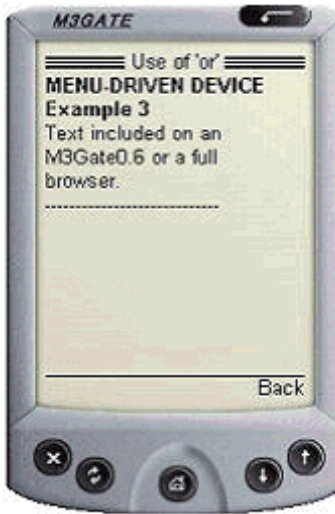 M3GATE
Use of 'or'
MENU-DRIVEN DEVICE
Example 3
Text included on an
M3Gate0.6 or a full
browser.
----------------------------
Back